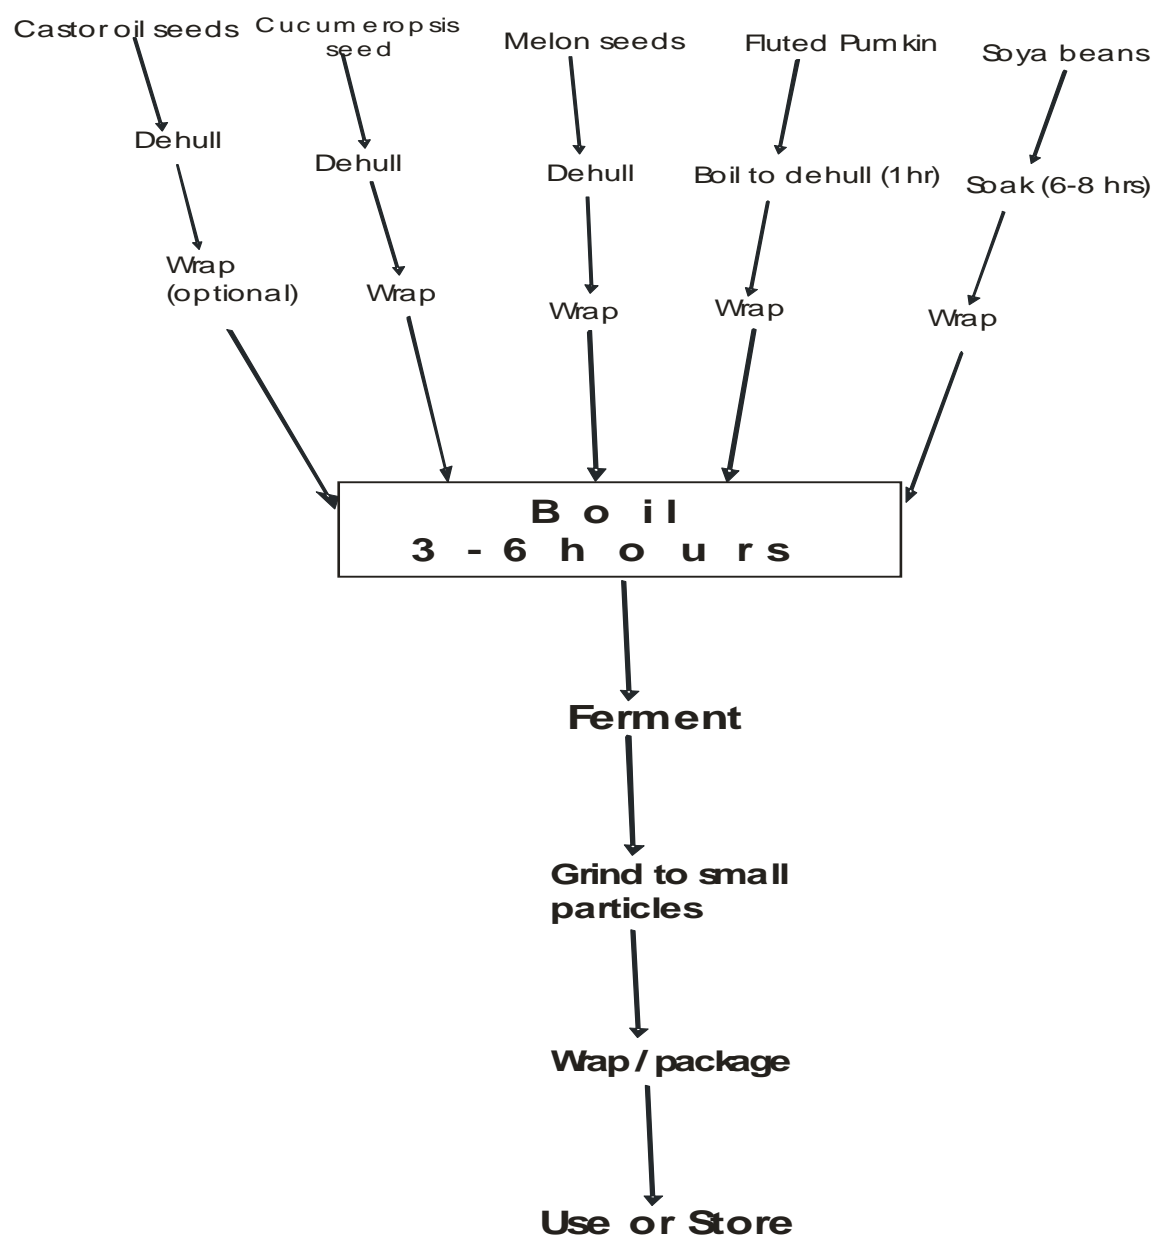 Castor oil seeds
Cucumeropsis
seed
Melon seeds
Fluted Pumkin
Soya beans
Dehull
Dehull
Dehull
Boil to dehull (1hr)
Soak (6-8 hrs)
Wrap
(optional)
Wrap
Wrap
Wrap
Wrap
Boil
3 - 6 hours
Ferment
Grind to small
particles
Wrap / package
Use or Store